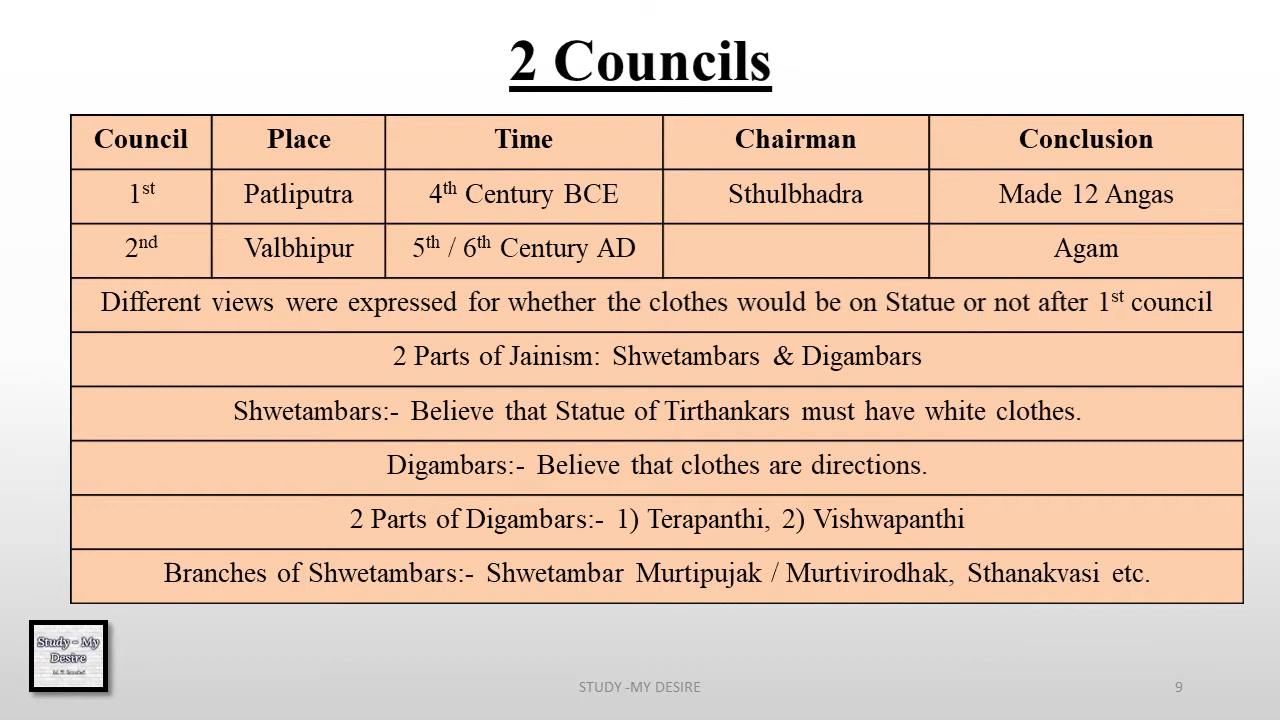 2 Councils
Council Place Time Chairman Conclusion
1st Patliputra 4th Century BCE Sthulbhadra Made 12 Angas
2nd Valbhipur 5th / 6th Century AD Agam
Different views were expressed for whether the clothes would be on Statue or not after 1st council
2 Parts of Jainism: Shwetambars & Digambars
Shwetambars:- Believe that Statue of Tirthankars must have white clothes.
Digambars:- Believe that clothes are directions.
2 Parts of Digambars:- 1) Terapanthi, 2) Vishwapanthi
Branches of Shwetambars:- Shwetambar Murtipujak / Murtivirodhak, Sthanakvasi etc.
Study - My
Desire
STUDY -MY DESIRE 9